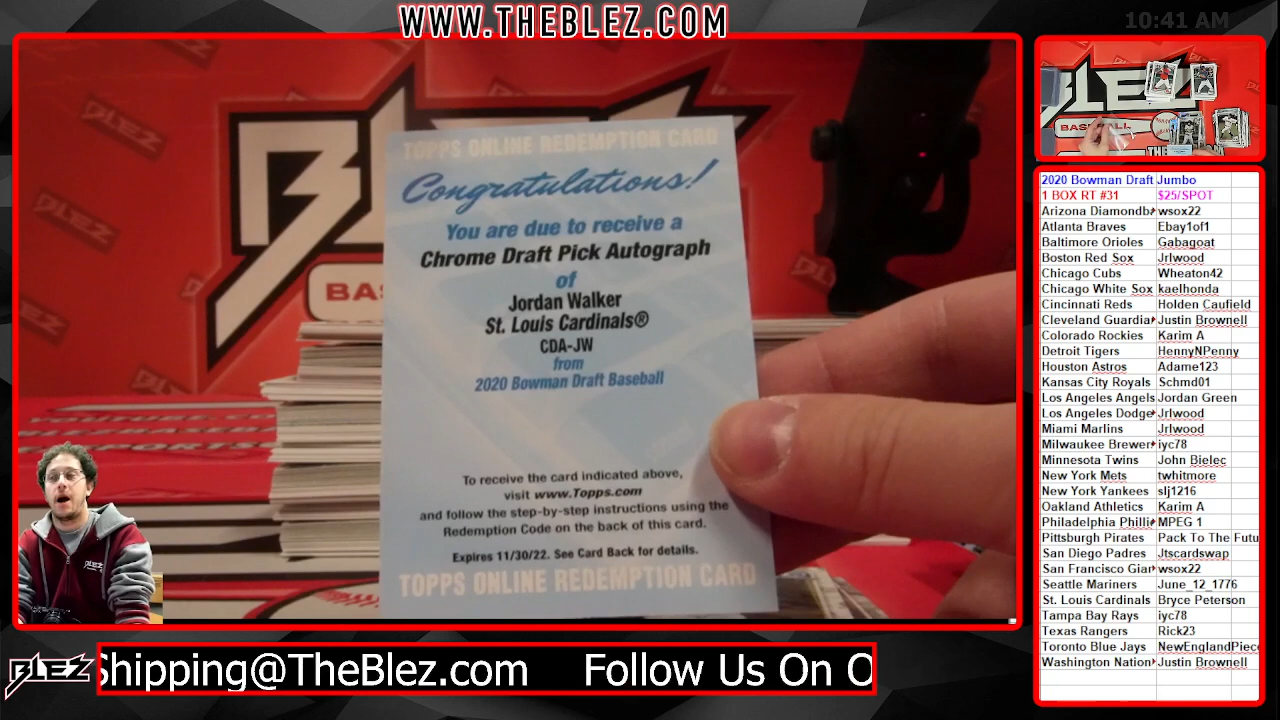 WWW.THEBLEZ.COM
10:41 AM
BLEZ
TOPPS ONLINE REDEMPTION CARD
Congratulations!
You are due to receive a
Chrome Draft Pick Autograph
of
Jordan Walker
St. Louis Cardinals®
CDA-JW
from
2020 Bowman Draft Baseball
To receive the card indicated above,
visit www.Topps.com
and follow the step-by-step instructions using the
Redemption Code on the back of this card.
Expires 11/30/22. See Card Back for details.
TOPPS ONLINE REDEMPTION CARD
BA
2020 Bowman Draft Jumbo
1 BOX RT #31 $25/SPOT
Arizona Diamondba wsox22
Atlanta Braves Ebay1of1
Baltimore Orioles Gabagoat
Boston Red Sox Jrlwood
Chicago Cubs Wheaton42
Chicago White Sox kaelhonda
Cincinnati Reds Holden Caufield
Cleveland Guardia Justin Brownell
Colorado Rockies Karim A
Detroit Tigers HennyNPenny
Houston Astros Adame123
Kansas City Royals Schmd01
Los Angeles Angels Jordan Green
Los Angeles Dodge Jrlwood
Miami Marlins Jrlwood
Milwaukee Brewer iyc78
Minnesota Twins John Bielec
New York Mets twhitmore
New York Yankees slj1216
Oakland Athletics Karim A
Philadelphia Philli MPEG 1
Pittsburgh Pirates Pack To The Futu
San Diego Padres Jtscardswap
San Francisco Gian wsox22
Seattle Mariners June_12_1776
St. Louis Cardinals Bryce Peterson
Tampa Bay Rays iyc78
Texas Rangers Rick23
Toronto Blue Jays NewEnglandPiec
Washington Nation Justin Brownell
BLEZ
Shipping@TheBlez.com Follow Us On